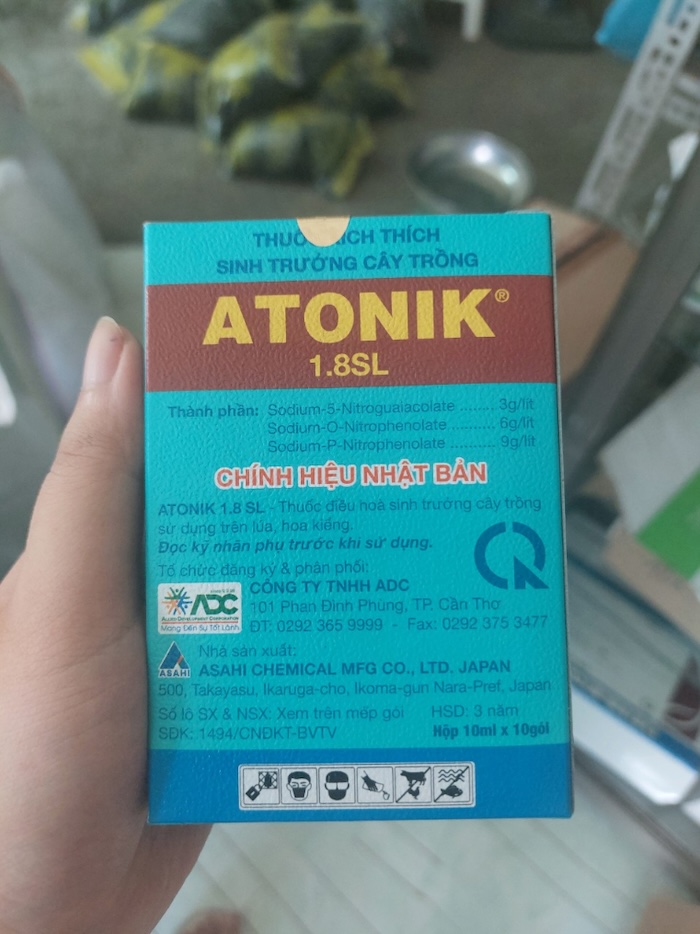 THUỐC KÍCH THÍCH
SINH TRƯỞNG CÂY TRỒNG
ATONIK®
1.8SL
Thành phần: Sodium-5-Nitroguaiacolate ........ 3g/lít
Sodium-O-Nitrophenolate ..... 6g/lít
Sodium-P-Nitrophenolate .......... 9g/lít
CHÍNH HIỆU NHẬT BẢN
ATONIK 1.8 SL - Thuốc điều hoà sinh trưởng cây trồng
sử dụng trên lúa, hoa kiểng.
Đọc kỹ nhãn phụ trước khi sử dụng.
Tổ chức đăng ký & phân phối:
CÔNG TY TNHH ADC
101 Phan Đình Phùng, TP. Cần Thơ
ĐT: 0292 365 9999 - Fax: 0292 375 3477
ADC
Mang Đến Sự Tốt Lành
Nhà sản xuất:
ASAHI CHEMICAL MFG CO., LTD. JAPAN
ASAHI
500, Takayasu, Ikaruga-cho, Ikoma-gun Nara-Pref, Japan
Số lô SX & NSX: Xem trên mép gói HSD: 3 năm
SĐK: 1494/CNĐKT-BVTV Hộp 10ml x 10gói